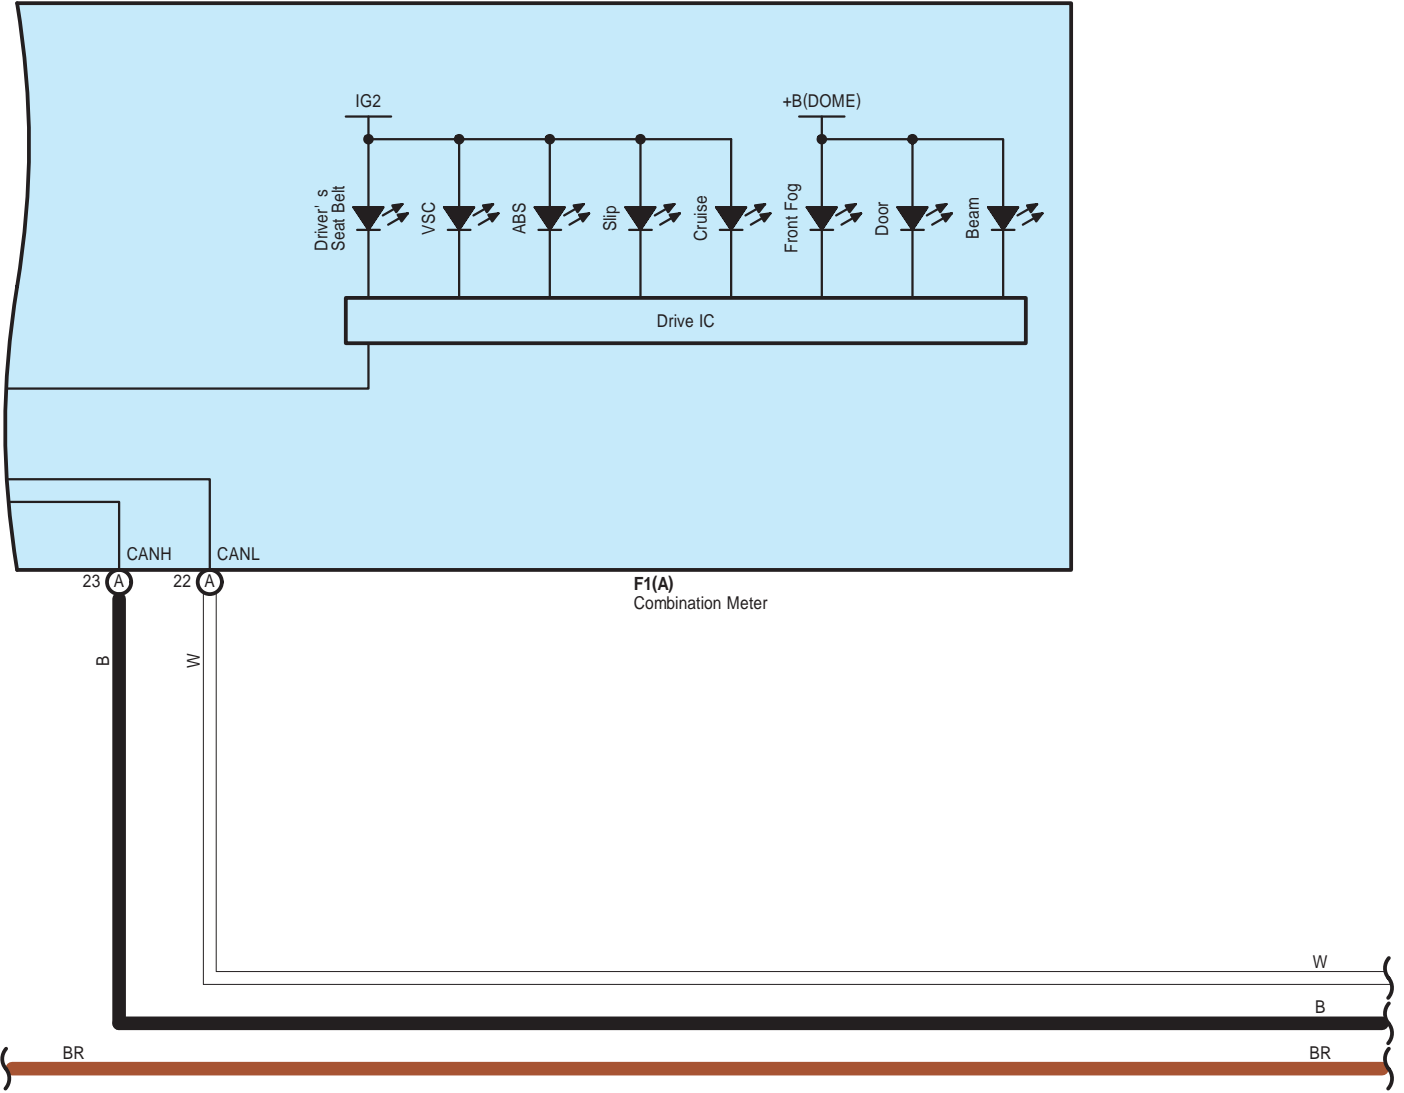 IG2
+B(DOME)
Driver' s
Seat Belt
VSC
ABS
Slip
Cruise
Front Fog
Door
Beam
Drive IC
CANH
CANL
23
A
22
A
F1(A)
Combination Meter
B
W
W
B
BR
BR